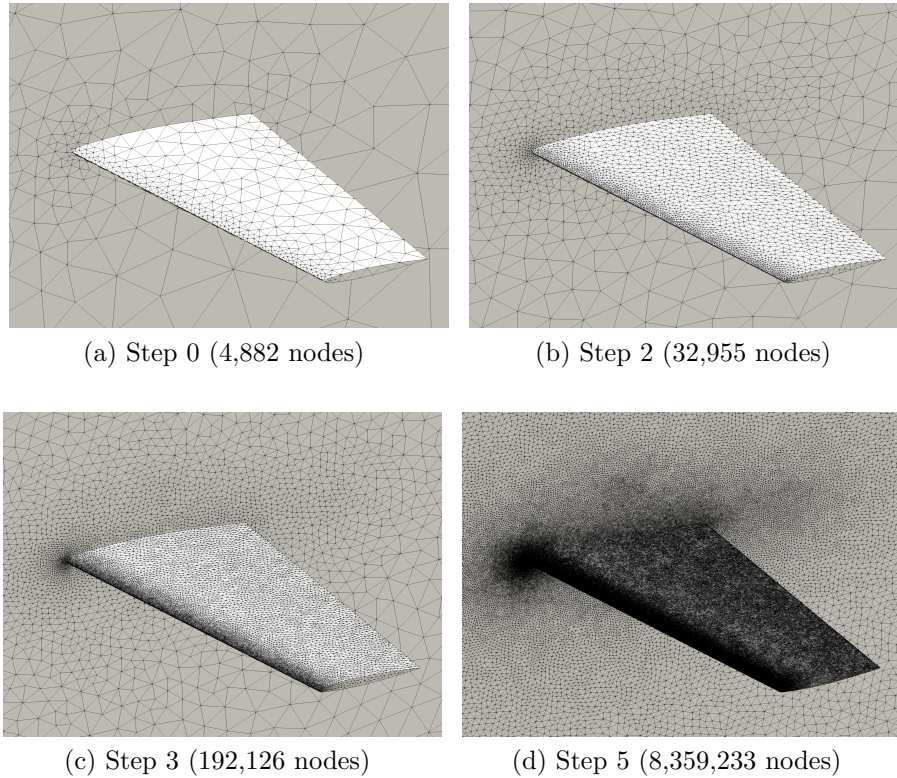 (a) Step 0 (4,882 nodes)
(b) Step 2 (32,955 nodes)
(c) Step 3 (192,126 nodes)
(d) Step 5 (8,359,233 nodes)